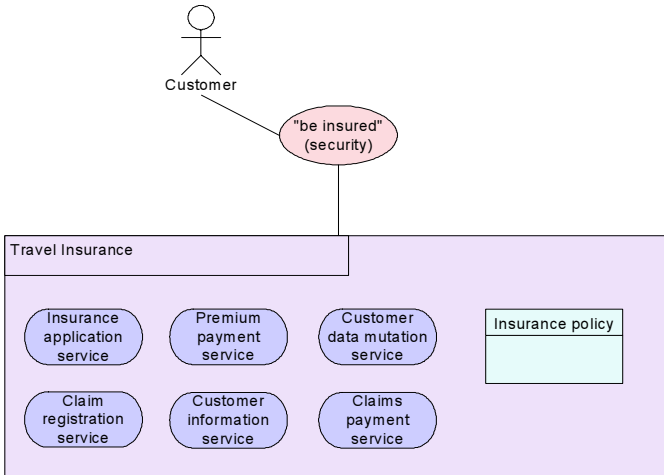 Customer
"be insured"
(security)
Travel Insurance
Insurance
application
service
Premium
payment
service
Customer
data mutation
service
Insurance policy
Claim
registration
service
Customer
information
service
Claims
payment
service